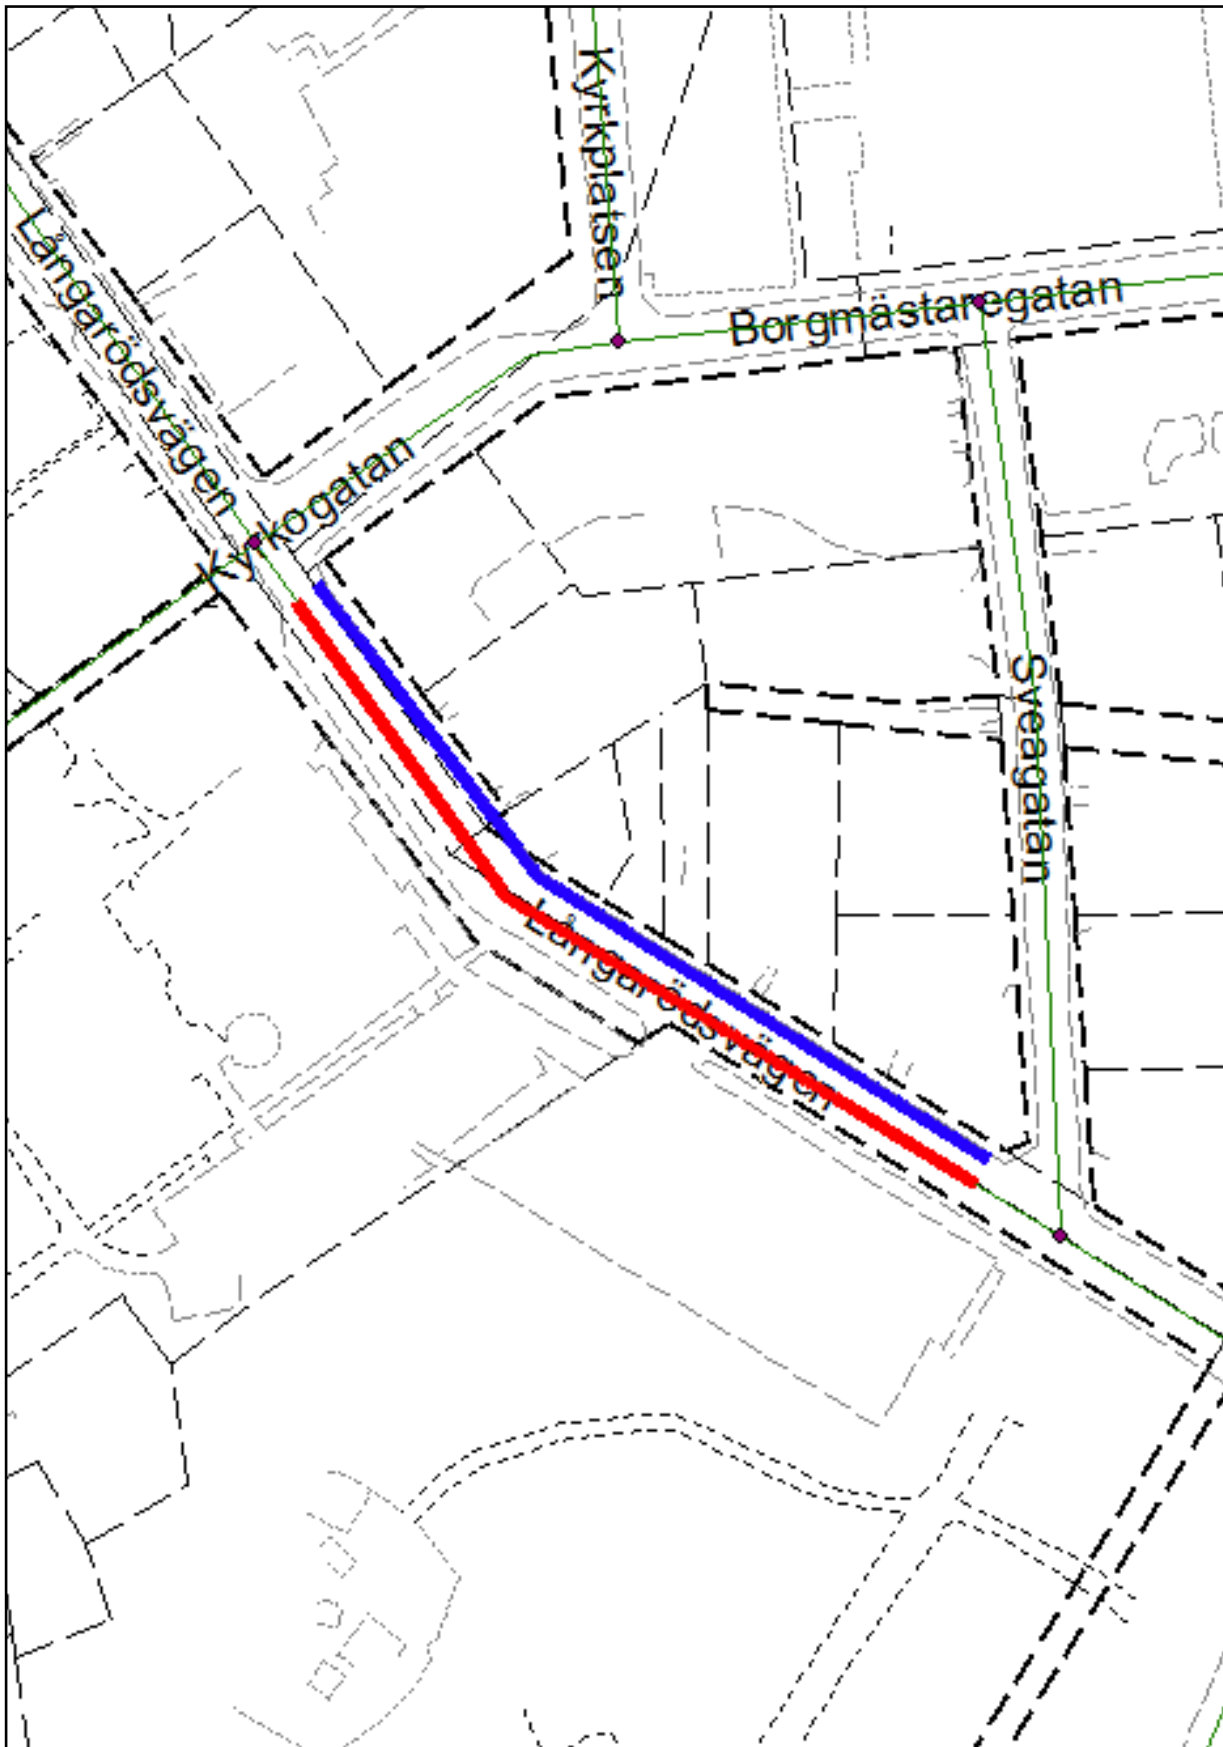 Kyrkplatsen
Långarödsvägen
Borgmästaregatan
Kyrkogatan
Sveagatan
Långarödsvägen